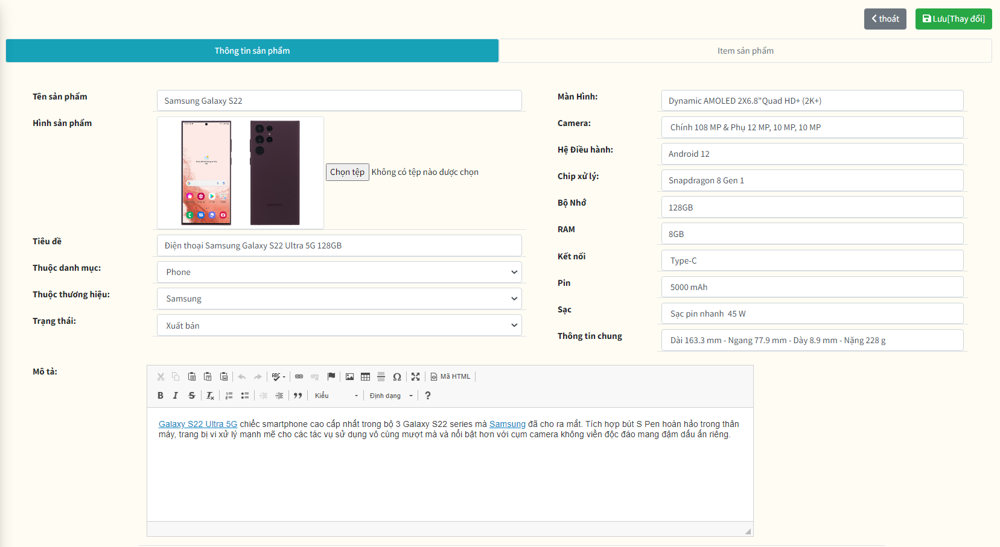 thoát
Lưu[Thay đổi]
Thông tin sản phẩm
Item sản phẩm
Tên sản phẩm
Samsung Galaxy S22
Hình sản phẩm
Chọn tệp Không có tệp nào được chọn
Tiêu đề
Điện thoại Samsung Galaxy S22 Ultra 5G 128GB
Thuộc danh mục:
Phone
Thuộc thương hiệu:
Samsung
Trạng thái:
Xuất bản
Màn Hình:
Dynamic AMOLED 2X6.8"Quad HD+ (2K+)
Camera:
Chính 108 MP & Phụ 12 MP, 10 MP, 10 MP
Hệ Điều hành:
Android 12
Chip xử lý:
Snapdragon 8 Gen 1
Bộ Nhớ
128GB
RAM
8GB
Kết nối
Type-C
Pin
5000 mAh
Sạc
Sạc pin nhanh  45 W
Thông tin chung
Dài 163.3 mm - Ngang 77.9 mm - Dày 8.9 mm - Nặng 228 g
Mô tả:
Mã HTML
Kiểu
Định dạng
Galaxy S22 Ultra 5G chiếc smartphone cao cấp nhất trong bộ 3 Galaxy S22 series mà Samsung đã cho ra mắt. Tích hợp bút S Pen hoàn hảo trong thân
máy, trang bị vi xử lý mạnh mẽ cho các tác vụ sử dụng vô cùng mượt mà và nổi bật hơn với cụm camera không viền độc đáo mang đậm dấu ấn riêng.